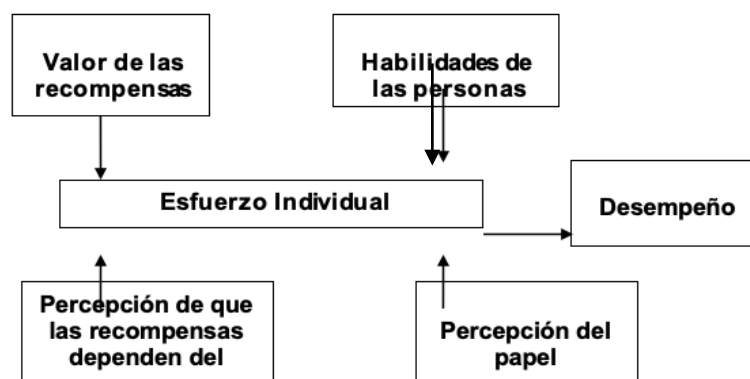 Valor de las
recompensas
Habilidades de
las personas
Esfuerzo Individual
Desempeño
Percepción de que
las recompensas
dependen del
Percepción del
papel